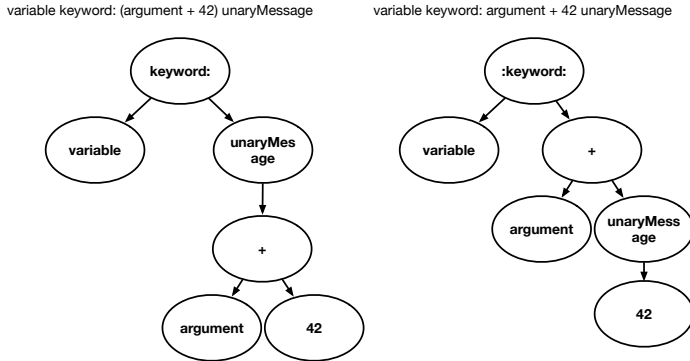 variable keyword: (argument + 42) unaryMessage
variable keyword: argument + 42 unaryMessage
keyword:
:keyword:
variable
unaryMes
age
variable
+
argument
unaryMess
age
+
argument
42
42